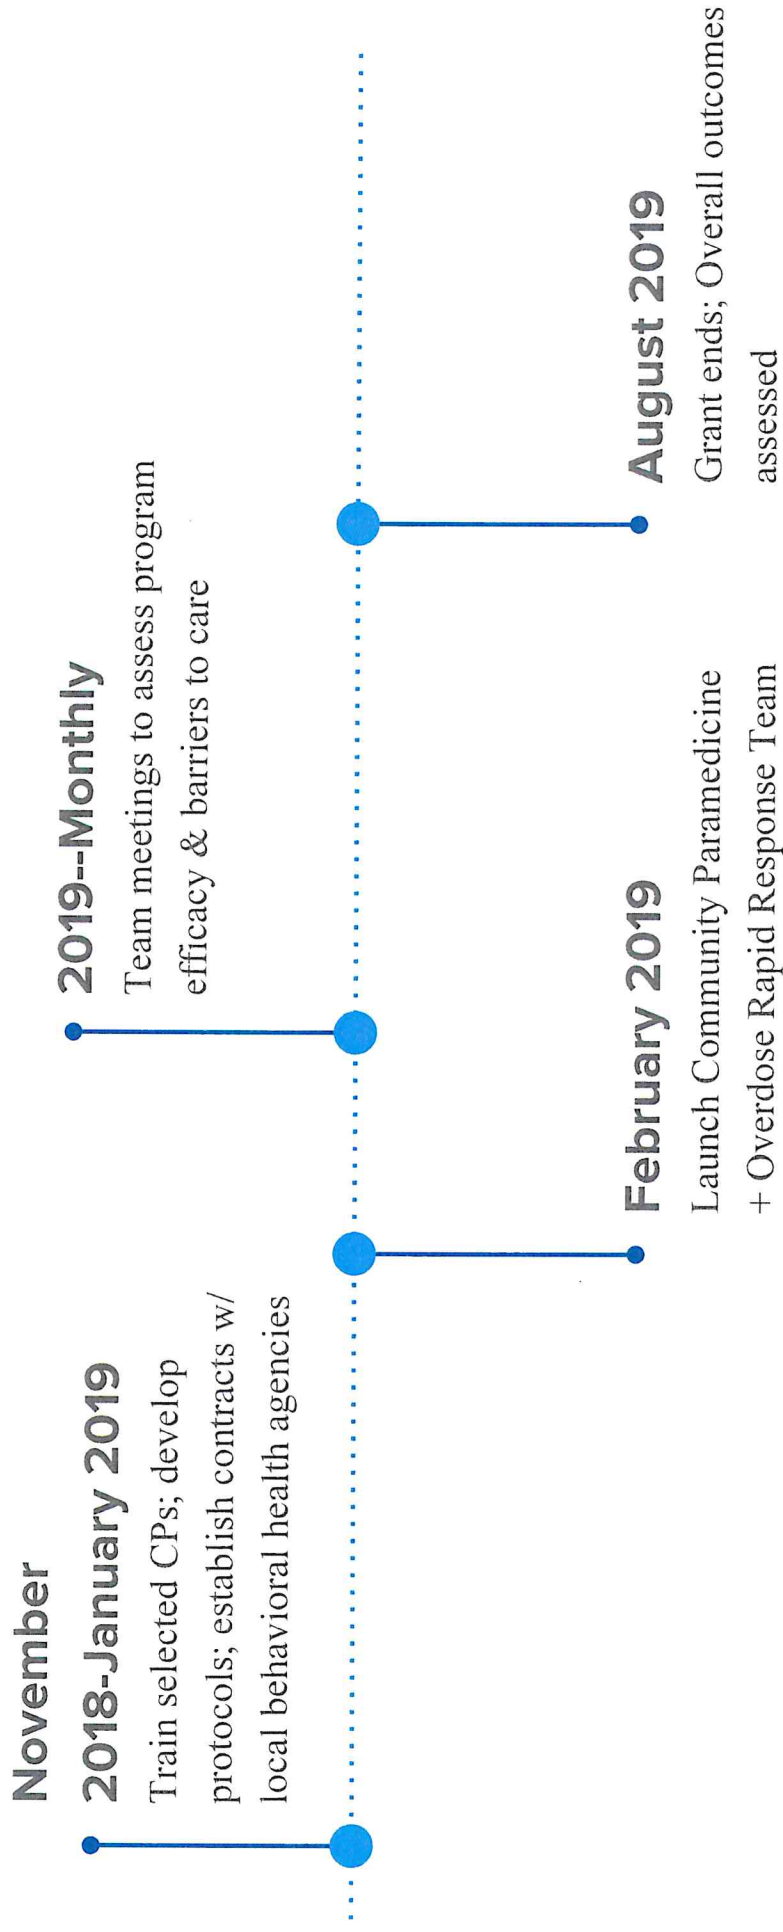 November
2018-January 2019
Train selected CPs; develop
protocols; establish contracts w/
local behavioral health agencies
February 2019
Launch Community Paramedicine
+ Overdose Rapid Response Team
2019--Monthly
Team meetings to assess program
efficacy & barriers to care
August 2019
Grant ends; Overall outcomes
assessed